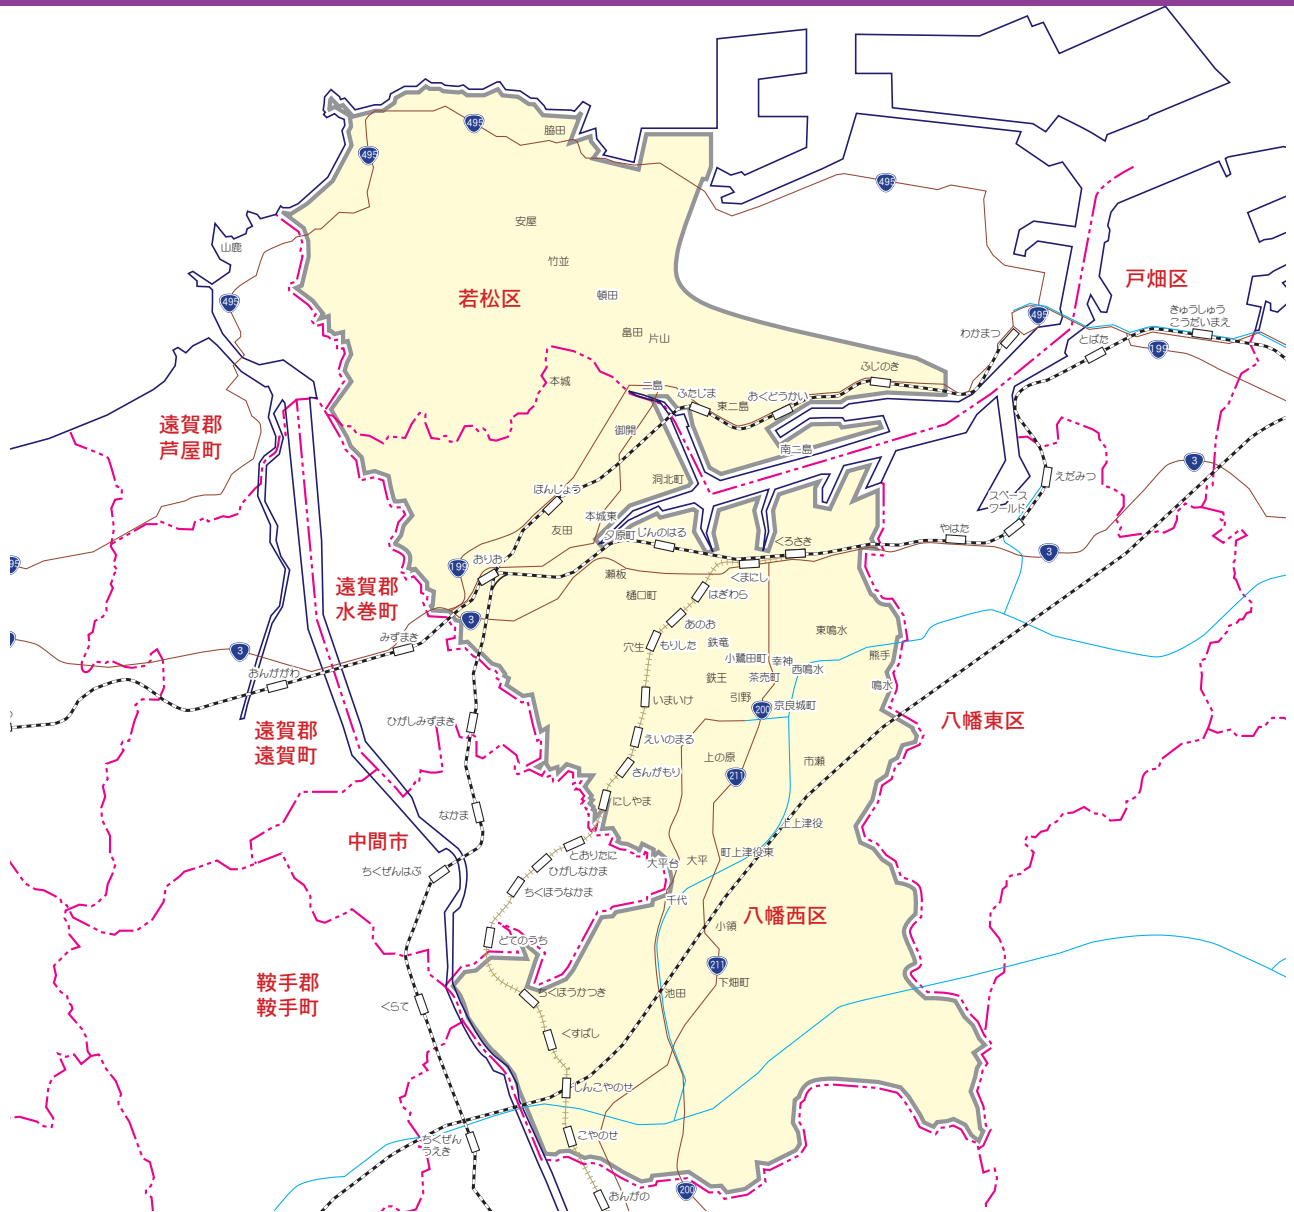 495
脇田
495
495
安屋
山鹿
竹並
戸畑区
若松区
頓田
495
495
きゅうしゅう
こうだいまえ
畠田
片山
わかまつ
とばた
199
ふじのき
本城
二島
ふたじま
東二島
おくどうかい
遠賀郡
芦屋町
御開
南二島
3
洞北町
えだみつ
ほんじょう
スペース
ワールド
本城東
友田
夕原町
じんのはる
くろさき
やはた
3
おりお
199
瀬板
くまにし
遠賀郡
水巻町
樋口町
はぎわら
3
あのお
東鳴水
みずまき
3
穴生
もりした
鉄竜
小鷺田町
幸神
熊手
西鳴水
おんががわ
鉄王
茶売町
鳴水
いまいけ
引野
200
京良城町
ひがしみずまき
八幡東区
遠賀郡
遠賀町
えいのまる
上の原
市瀬
さんがもり
211
にしやま
なかま
上上津役
中間市
とおりたに
町上津役東
大平台
大平
ちくぜんはぶ
ひがしなかま
ちくほうなかま
千代
八幡西区
小嶺
どてのうち
211
下畑町
鞍手郡
鞍手町
ちくほうかつき
池田
くらて
くすばし
しんこやのせ
こやのせ
ちくぜん
うえき
おんがの
200